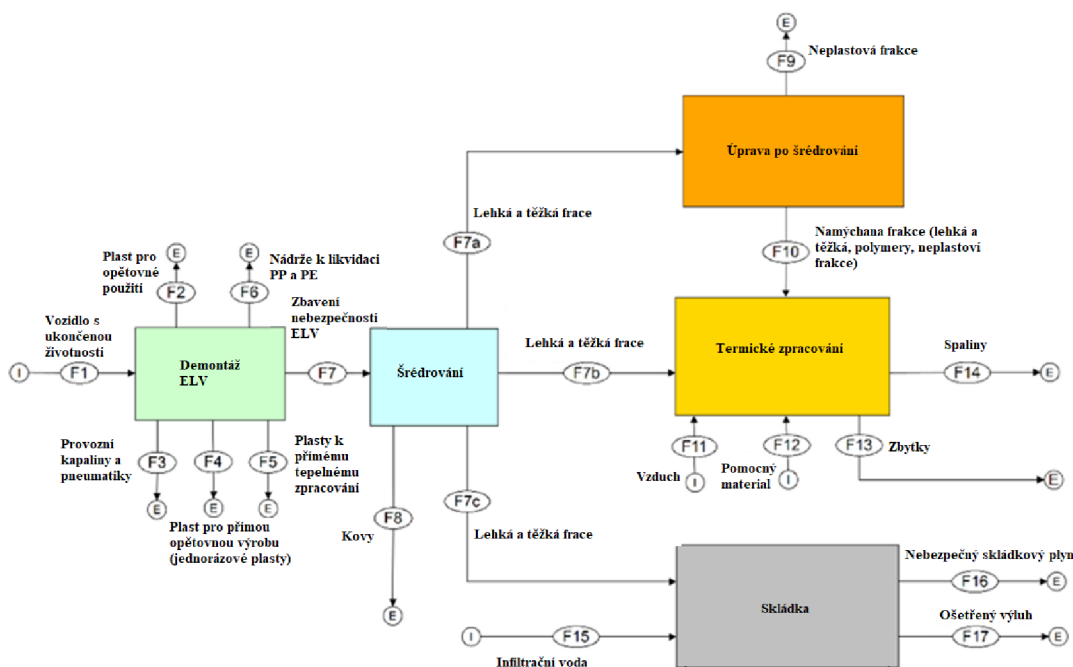 E
F9
Neplastová frakce
Úprava po šrédrování
Lehká a těžká frace
F7a
F10
Namýchana frakce (lehká a
těžká, polymery, neplastoví
frakce)
E
E
Plast pro
opětovné
použití
F2
Nádrže k likvidaci
PP a PE
F6
Zbavení
nebezpečnosti
ELV
Vozidlo s
ukončenou
životnosti
I
F1
Demontáž
ELV
F7
Šrédrování
Lehká a těžká frace
F7b
Termické zpracování
Spaliny
F14
E
Provozní
kapaliny a
pneumatiky
F3
F4
F5
Plasty k
přímému
tepelnému
zpracování
E
E
E
Plast pro přímou
opětovnou výrobu
(jednorázové plasty)
F8
Kovy
E
F7c
Lehká a těžká frace
F11
Vzduch
I
F12
Pomocný
material
I
F13
Zbytky
E
Skládka
Nebezpečný skládkový plyn
F16
E
Ošetřený výluh
F17
E
I
F15
Infiltrační voda